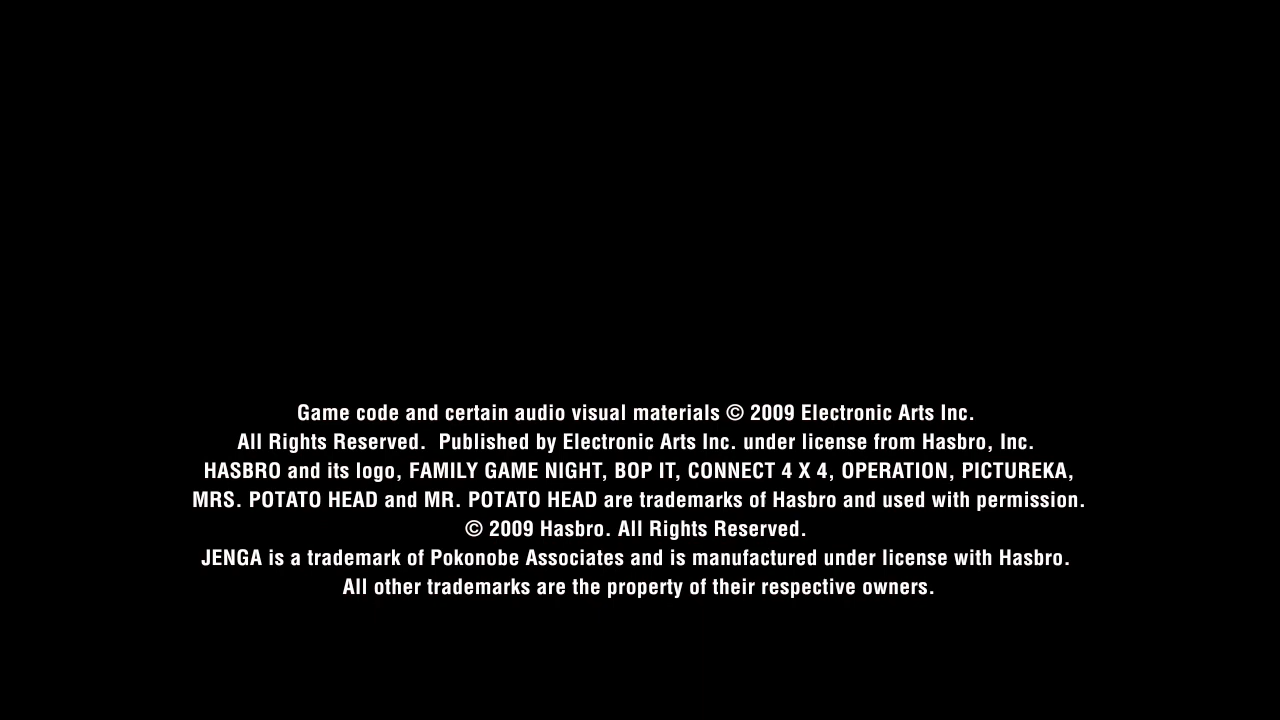 Game code and certain audio visual materials © 2009 Electronic Arts Inc.
All Rights Reserved.  Published by Electronic Arts Inc. under license from Hasbro, Inc.
HASBRO and its logo, FAMILY GAME NIGHT, BOP IT, CONNECT 4 X 4, OPERATION, PICTUREKA,
MRS. POTATO HEAD and MR. POTATO HEAD are trademarks of Hasbro and used with permission.
© 2009 Hasbro. All Rights Reserved.
JENGA is a trademark of Pokonobe Associates and is manufactured under license with Hasbro.
All other trademarks are the property of their respective owners.